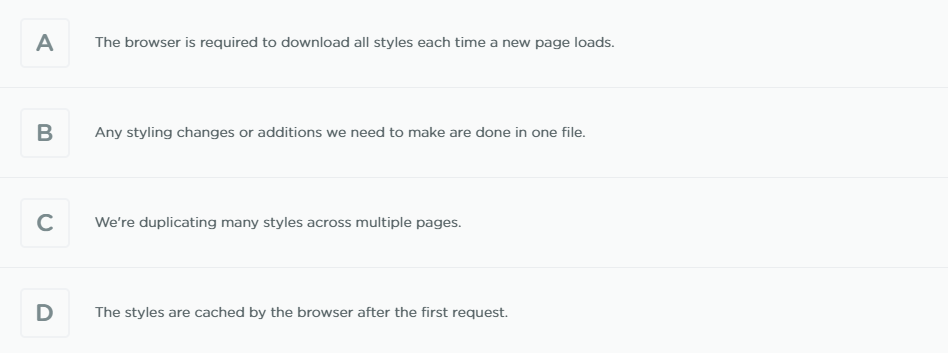 A The browser is required to download all styles each time a new page loads.
B Any styling changes or additions we need to make are done in one file.
C We're duplicating many styles across multiple pages.
D The styles are cached by the browser after the first request.